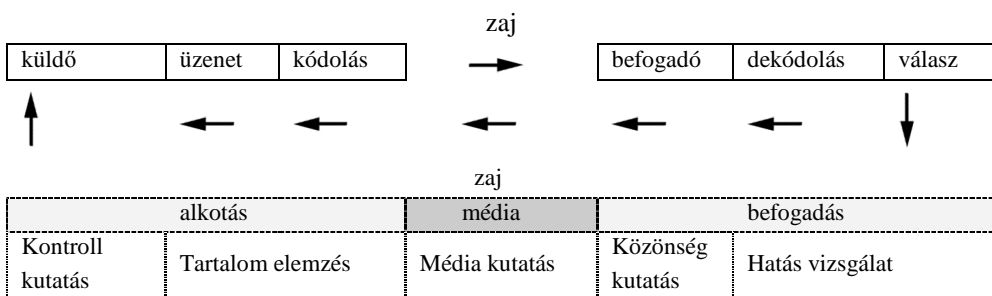 zaj
küldő üzenet kódolás befogadó dekódolás válasz
zaj
alkotás média befogadás
Kontroll kutatás Tartalom elemzés Média kutatás Közönség kutatás Hatás vizsgálat